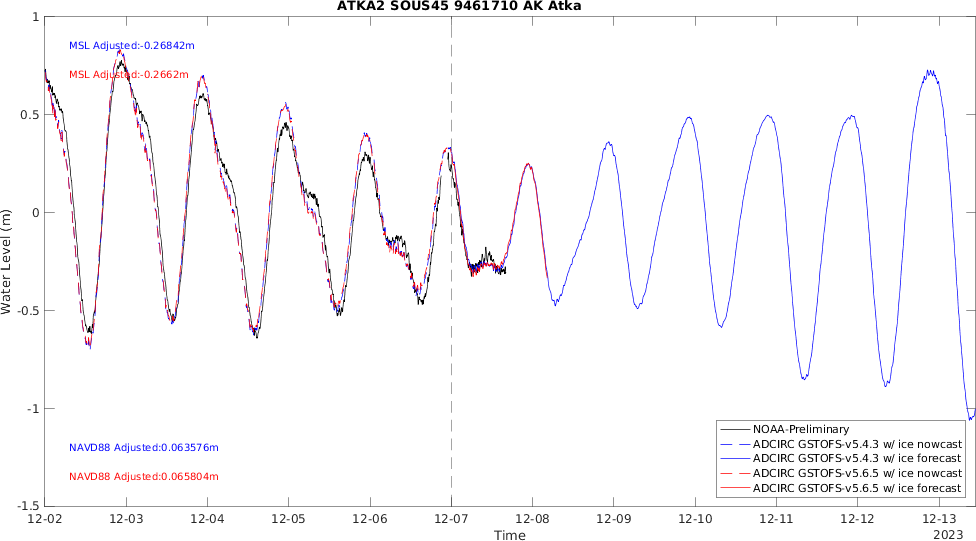 ATKA2 SOUS45 9461710 AK Atka
1
MSL Adjusted:-0.26842m
MSL Adjusted:-0.2662m
0.5
0
Water Level (m)
-0.5
-1
NAVD88 Adjusted:0.063576m
NAVD88 Adjusted:0.065804m
NOAA-Preliminary
ADCIRC GSTOFS-v5.4.3 w/ ice nowcast
ADCIRC GSTOFS-v5.4.3 w/ ice forecast
ADCIRC GSTOFS-v5.6.5 w/ ice nowcast
ADCIRC GSTOFS-v5.6.5 w/ ice forecast
-1.5
12-02 12-03 12-04 12-05 12-06 12-07 12-08 12-09 12-10 12-11 12-12 12-13
Time
2023